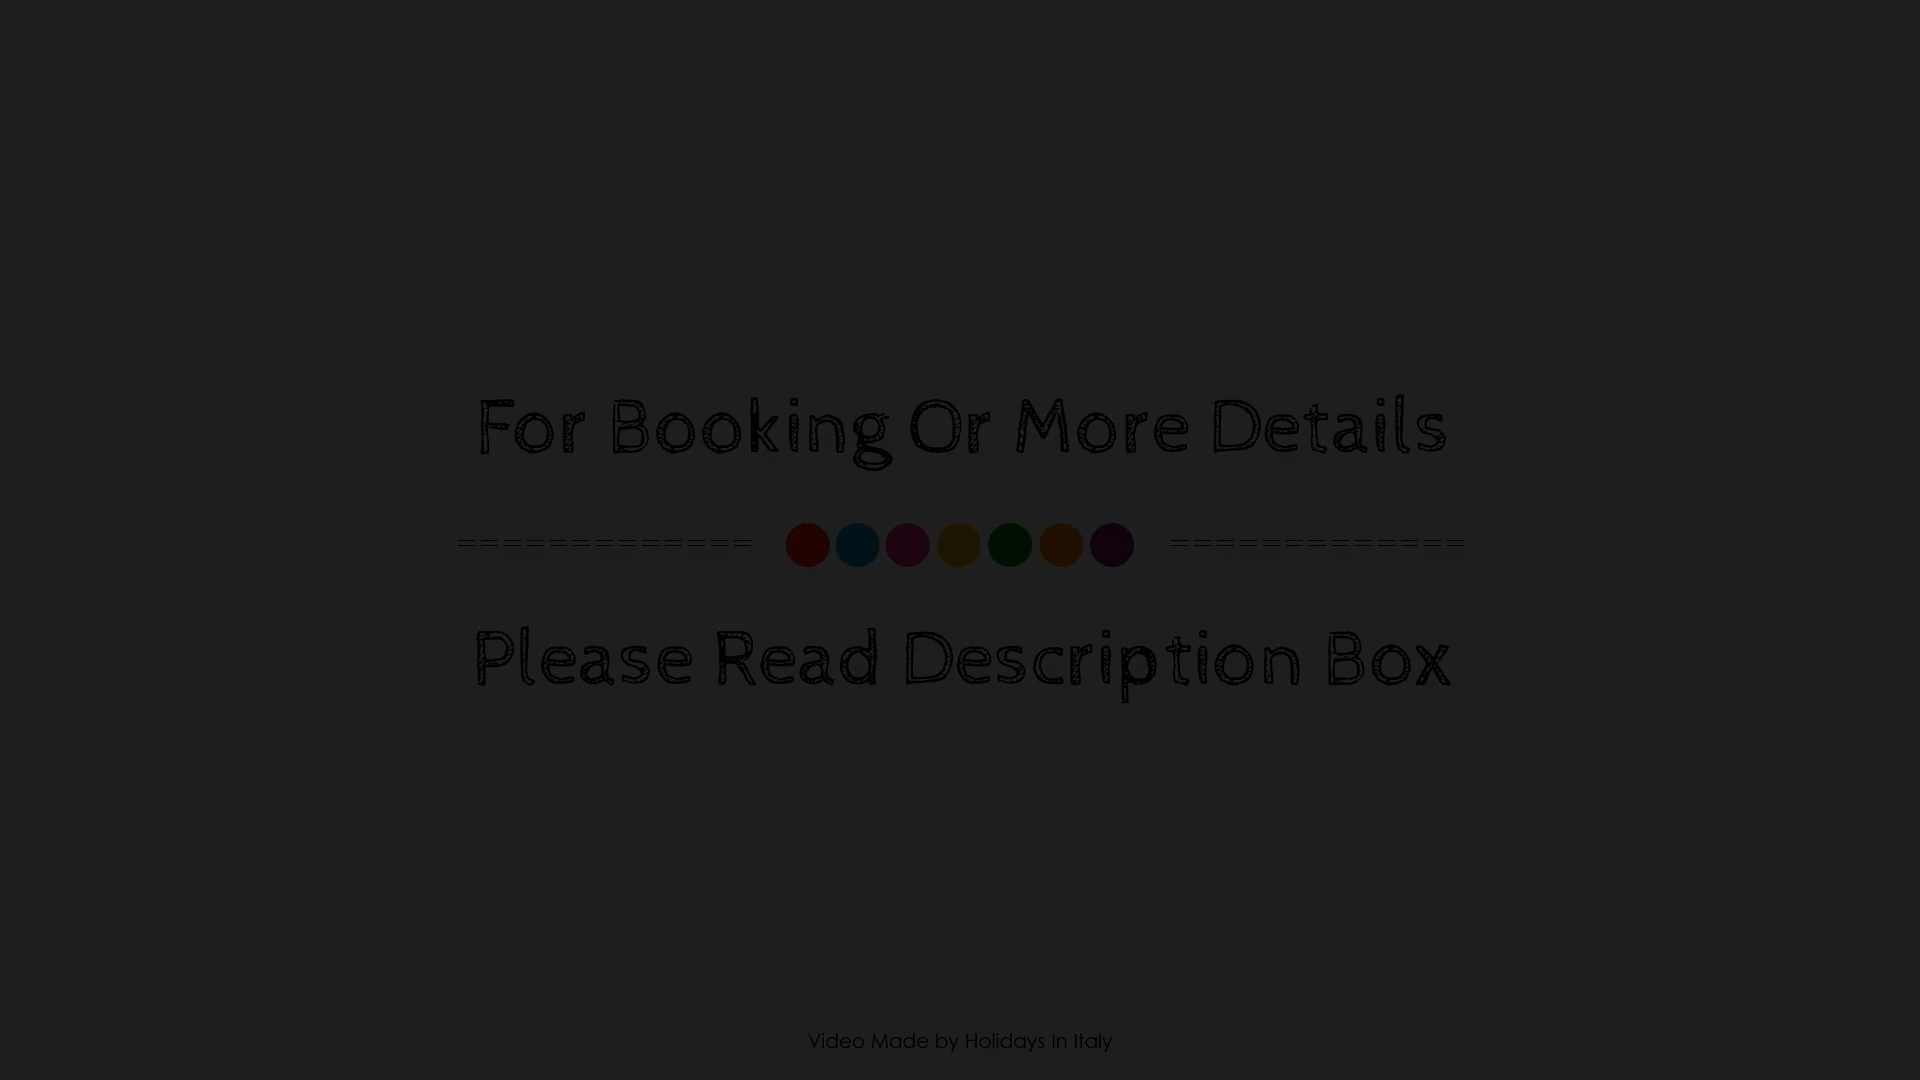 For Booking Or More Details
============= =============
Please Read Description Box
Video Made by Holidays In Italy